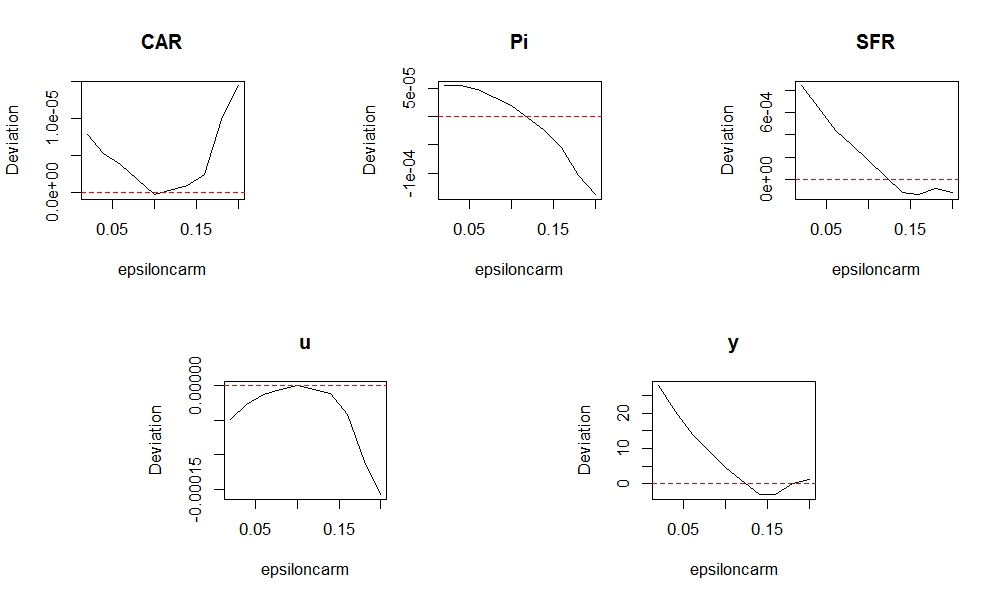 CAR
Deviation
0.0e+00 1.0e-05
0.05 0.15
epsiloncarm
Pi
Deviation
-1e-04 5e-05
0.05 0.15
epsiloncarm
SFR
Deviation
0e+00 6e-04
0.05 0.15
epsiloncarm
u
Deviation
-0.00015 0.00000
0.05 0.15
epsiloncarm
y
Deviation
0 10 20
0.05 0.15
epsiloncarm